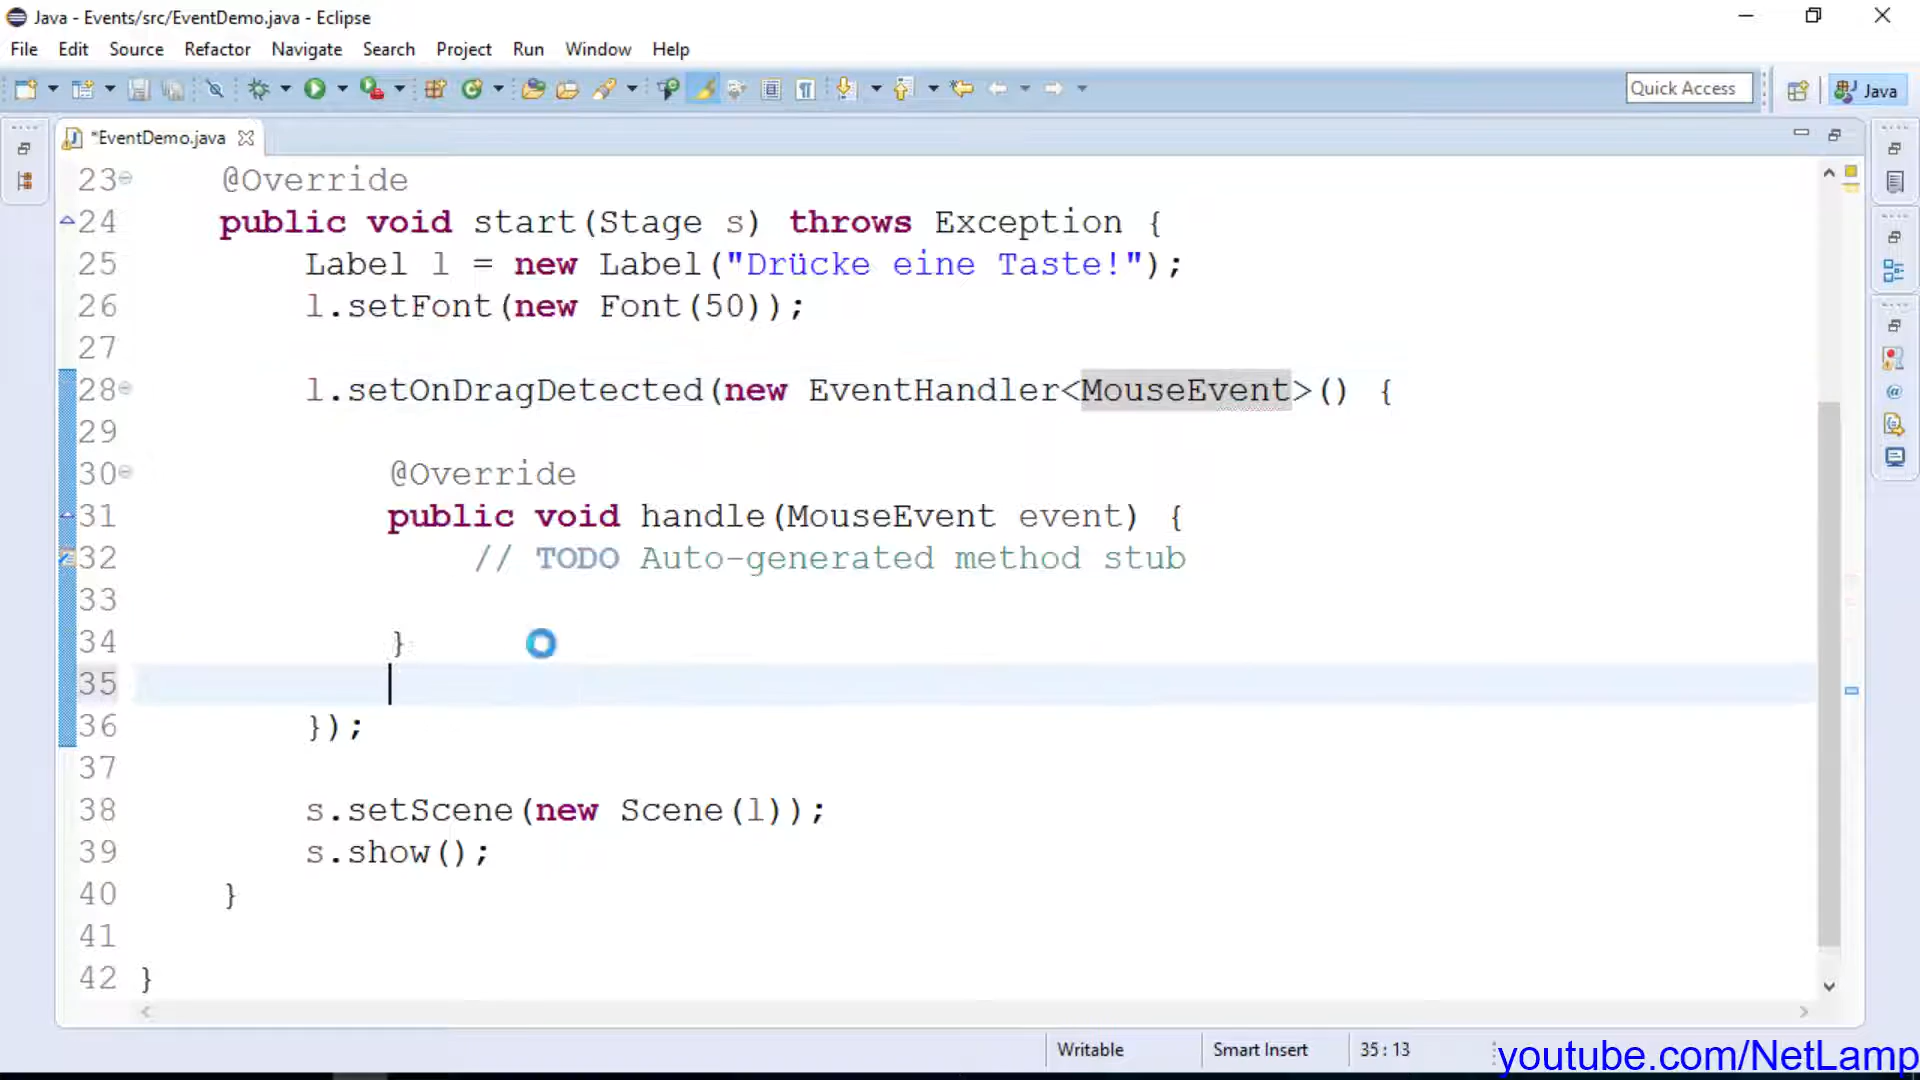 Java - Events/src/EventDemo.java - Eclipse
File Edit Source Refactor Navigate Search Project Run Window Help
Quick Access
Java
*EventDemo.java
23 @Override
24 public void start(Stage s) throws Exception {
25 Label l = new Label("Drücke eine Taste!");
26 l.setFont(new Font(50));
27
28 l.setOnDragDetected(new EventHandler<MouseEvent>() {
29
30 @Override
31 public void handle(MouseEvent event) {
32 // TODO Auto-generated method stub
33
34 }
35
36 });
37
38 s.setScene(new Scene(l));
39 s.show();
40 }
41
42 }
Writable Smart Insert 35 : 13
youtube.com/NetLamp